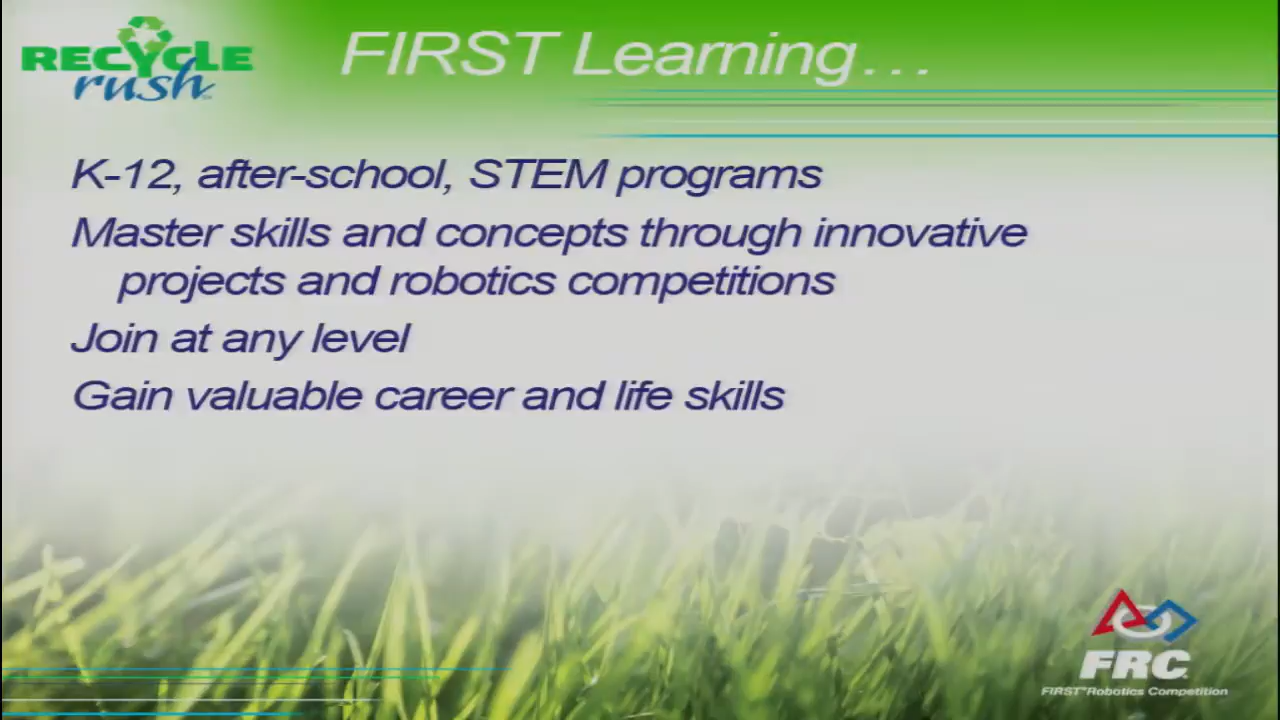 RECYCLE
rush
FIRST Learning...
K-12, after-school, STEM programs
Master skills and concepts through innovative
projects and robotics competitions
Join at any level
Gain valuable career and life skills
FRC
FIRST Robotics Competition